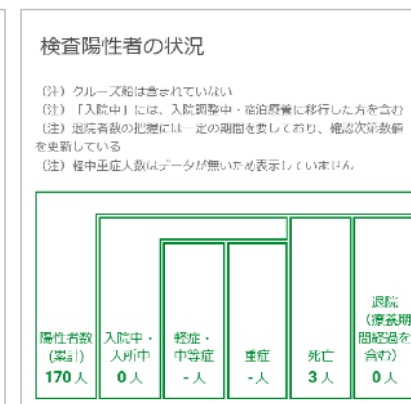 検査陽性者の状況
（注）クルーズ船は含まれていない
（注）「入院中」には、入院調整中・宿泊療養に移行した方を含む
（注）退院者数の把握には一定の期間を要しており、確認次第数値
を更新している
（注）軽中重症人数はデータが無いため表示していません
陽性者数
(累計)
170 人
入院中・
入所中
0 人
軽症・
中等症
- 人
重症
- 人
死亡
3 人
退院
（療養期
間経過を
含む）
0 人